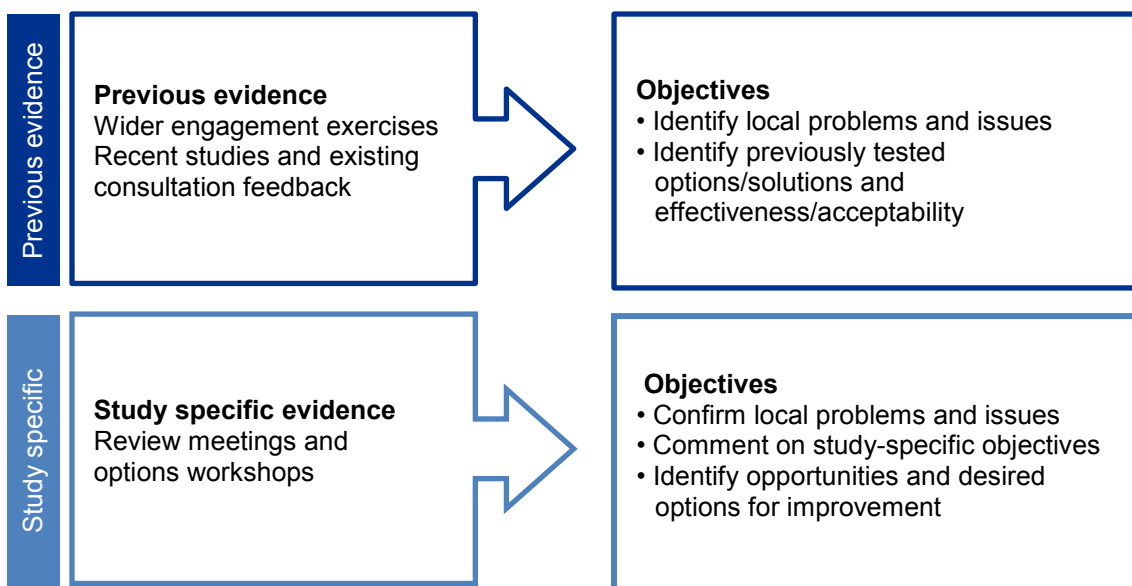 Previous evidence
Previous evidence
Wider engagement exercises
Recent studies and existing
consultation feedback
Objectives
• Identify local problems and issues
• Identify previously tested
options/solutions and
effectiveness/acceptability
Study specific
Study specific evidence
Review meetings and
options workshops
Objectives
• Confirm local problems and issues
• Comment on study-specific objectives
• Identify opportunities and desired
options for improvement